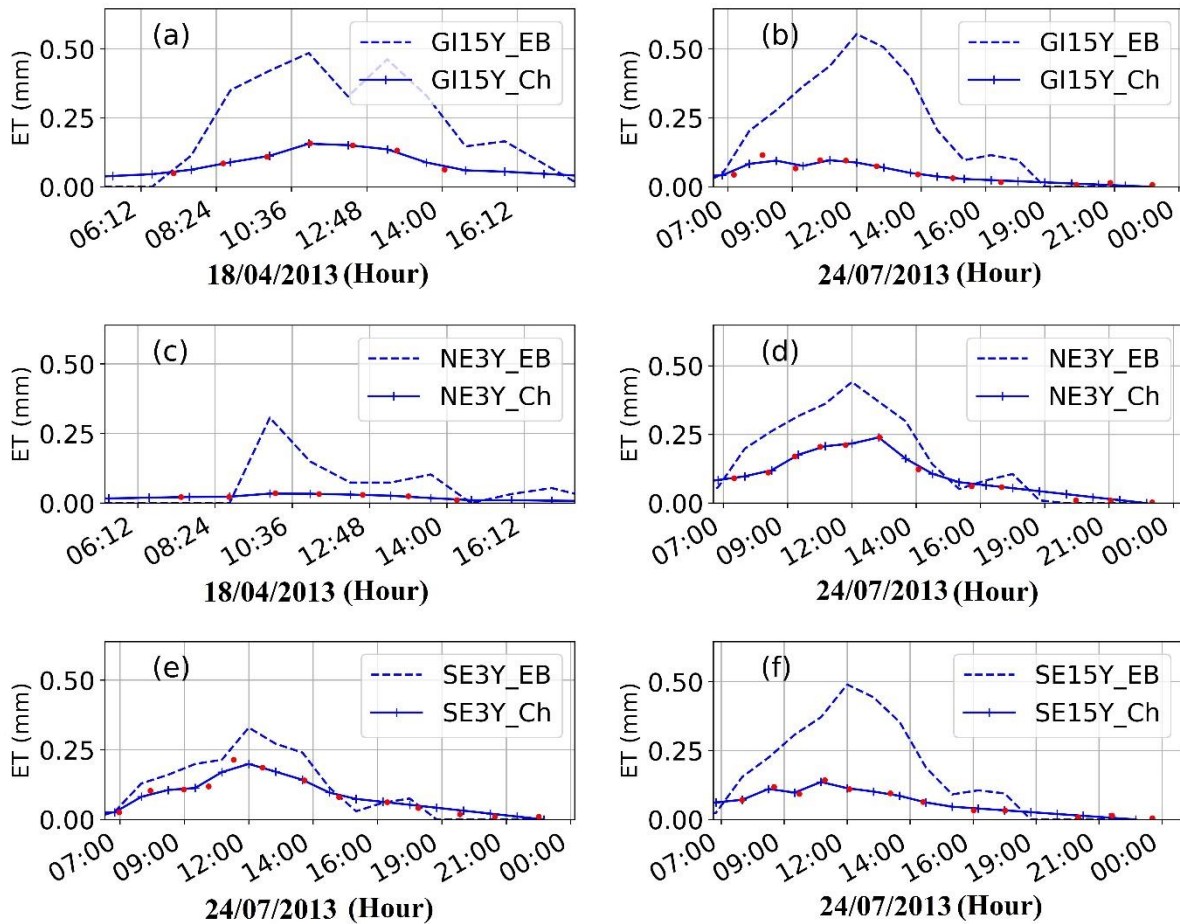 (a)
GI15Y_EB
GI15Y_Ch
ET (mm)
0.50
0.25
0.00
06:12
08:24
10:36
12:48
14:00
16:12
18/04/2013 (Hour)
(b)
GI15Y_EB
GI15Y_Ch
ET (mm)
0.50
0.25
0.00
07:00
09:00
12:00
14:00
16:00
19:00
21:00
00:00
24/07/2013 (Hour)
(c)
NE3Y_EB
NE3Y_Ch
ET (mm)
0.50
0.25
0.00
06:12
08:24
10:36
12:48
14:00
16:12
18/04/2013 (Hour)
(d)
NE3Y_EB
NE3Y_Ch
ET (mm)
0.50
0.25
0.00
07:00
09:00
12:00
14:00
16:00
19:00
21:00
00:00
24/07/2013 (Hour)
(e)
SE3Y_EB
SE3Y_Ch
ET (mm)
0.50
0.25
0.00
07:00
09:00
12:00
14:00
16:00
19:00
21:00
00:00
24/07/2013 (Hour)
(f)
SE15Y_EB
SE15Y_Ch
ET (mm)
0.50
0.25
0.00
07:00
09:00
12:00
14:00
16:00
19:00
21:00
00:00
24/07/2013 (Hour)